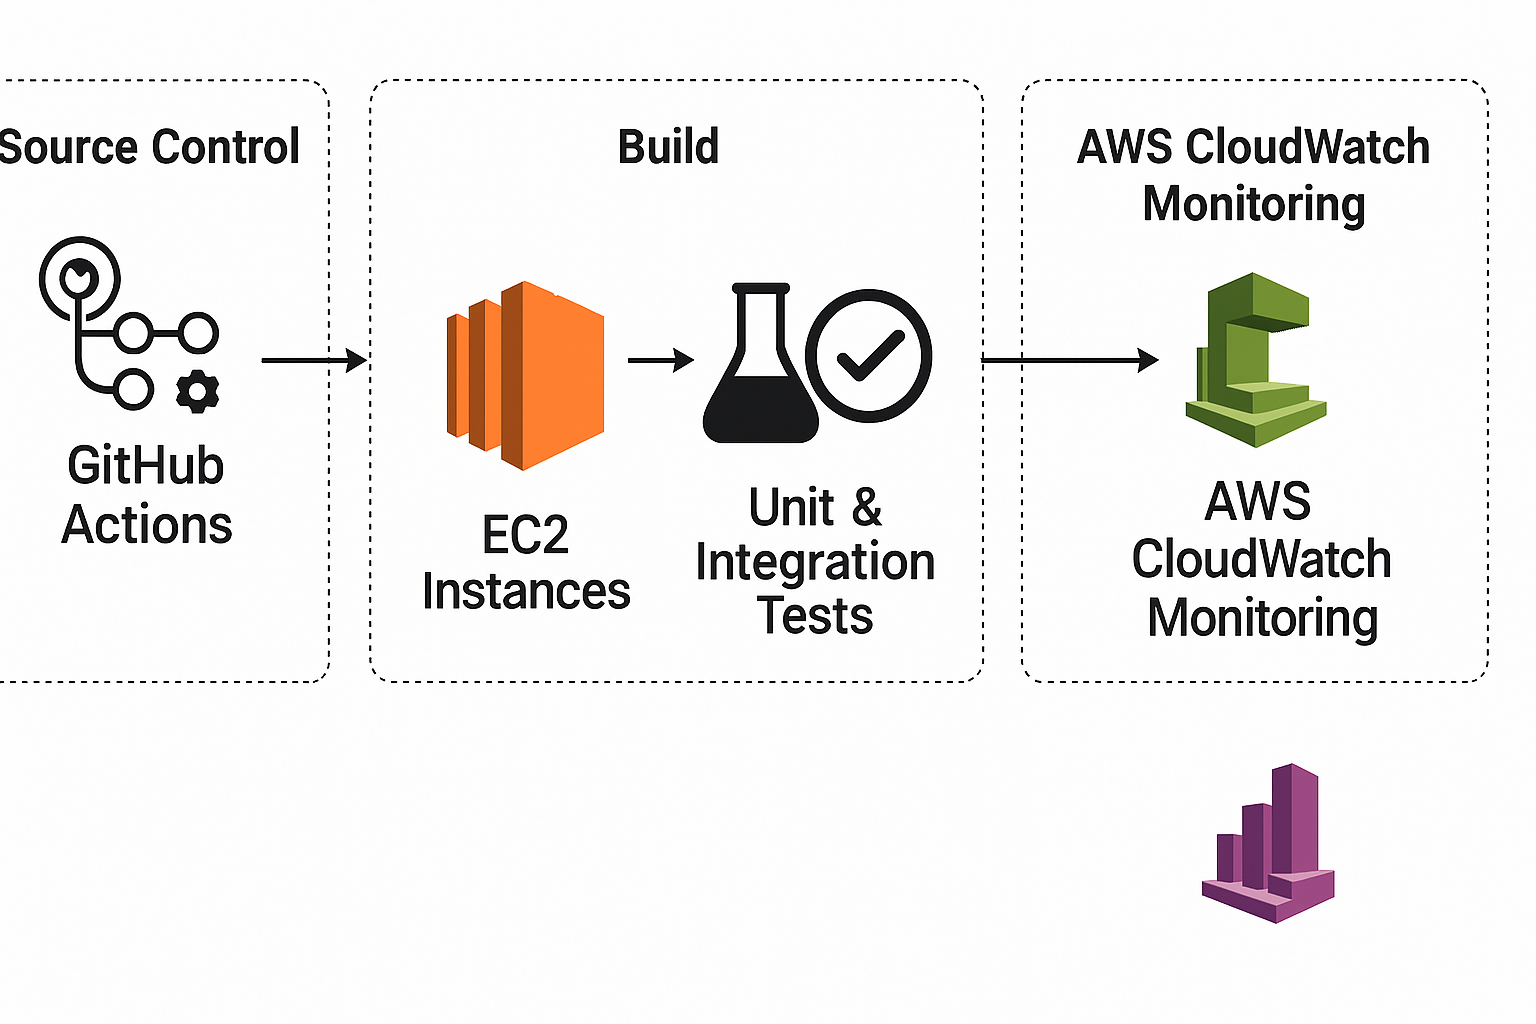 Source Control
GitHub
Actions
Build
EC2
Instances
Unit &
Integration
Tests
AWS CloudWatch
Monitoring
AWS
CloudWatch
Monitoring